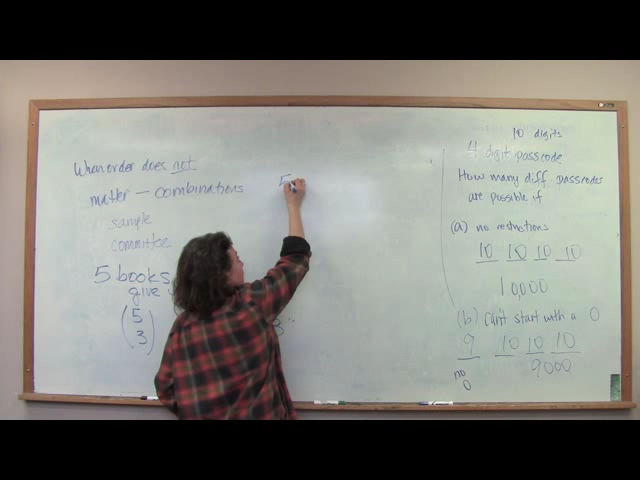 When order does not
matter — combinations
sample
committee
5 books
give
(5
3)
5
10 digits
4 digit passcode
How many diff passcodes
are possible if
(a) no restrictions
10 10 10 10
10,000
(b) Can't start with a 0
9 10 10 10
no
0
9000